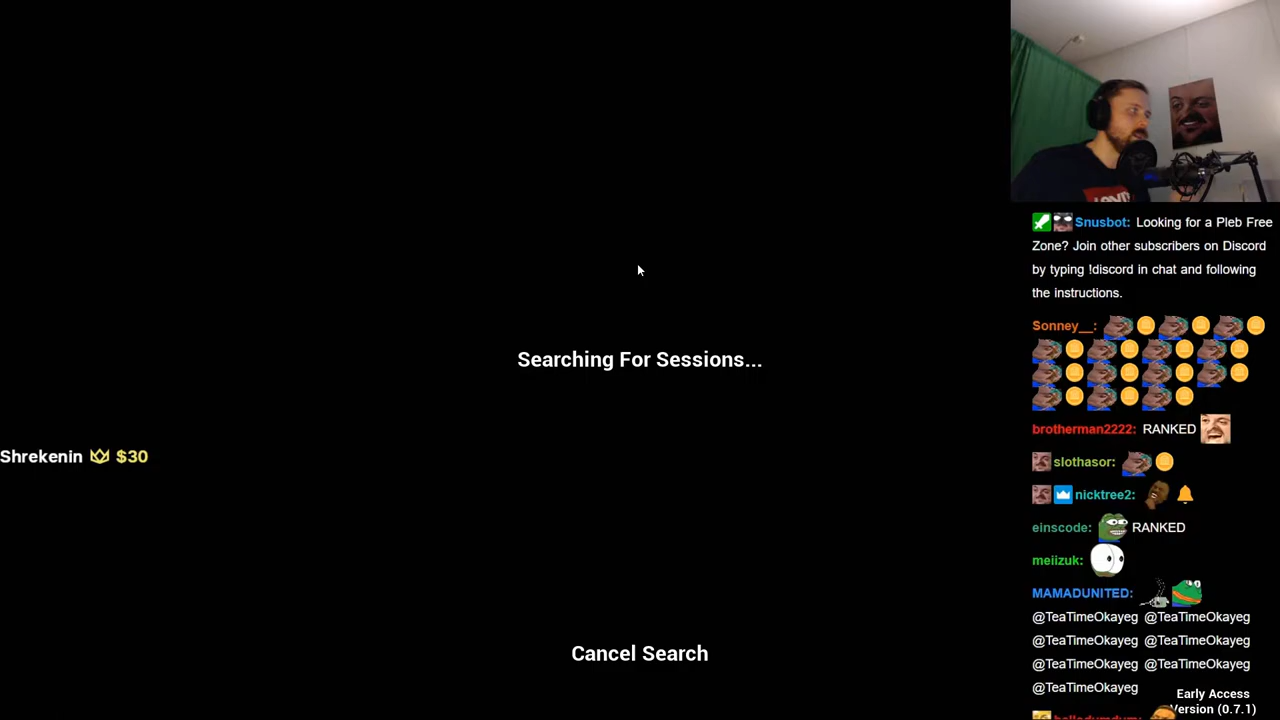 Snusbot: Looking for a Pleb Free
Zone? Join other subscribers on Discord
by typing !discord in chat and following
the instructions.
Sonney__:
Searching For Sessions...
brotherman2222: RANKED
Shrekenin $30
slothasor:
nicktree2:
einscode: RANKED
meiizuk:
MAMADUNITED:
@TeaTimeOkayeg @TeaTimeOkayeg
@TeaTimeOkayeg @TeaTimeOkayeg
@TeaTimeOkayeg @TeaTimeOkayeg
@TeaTimeOkayeg
Cancel Search
Early Access
Version (0.7.1)